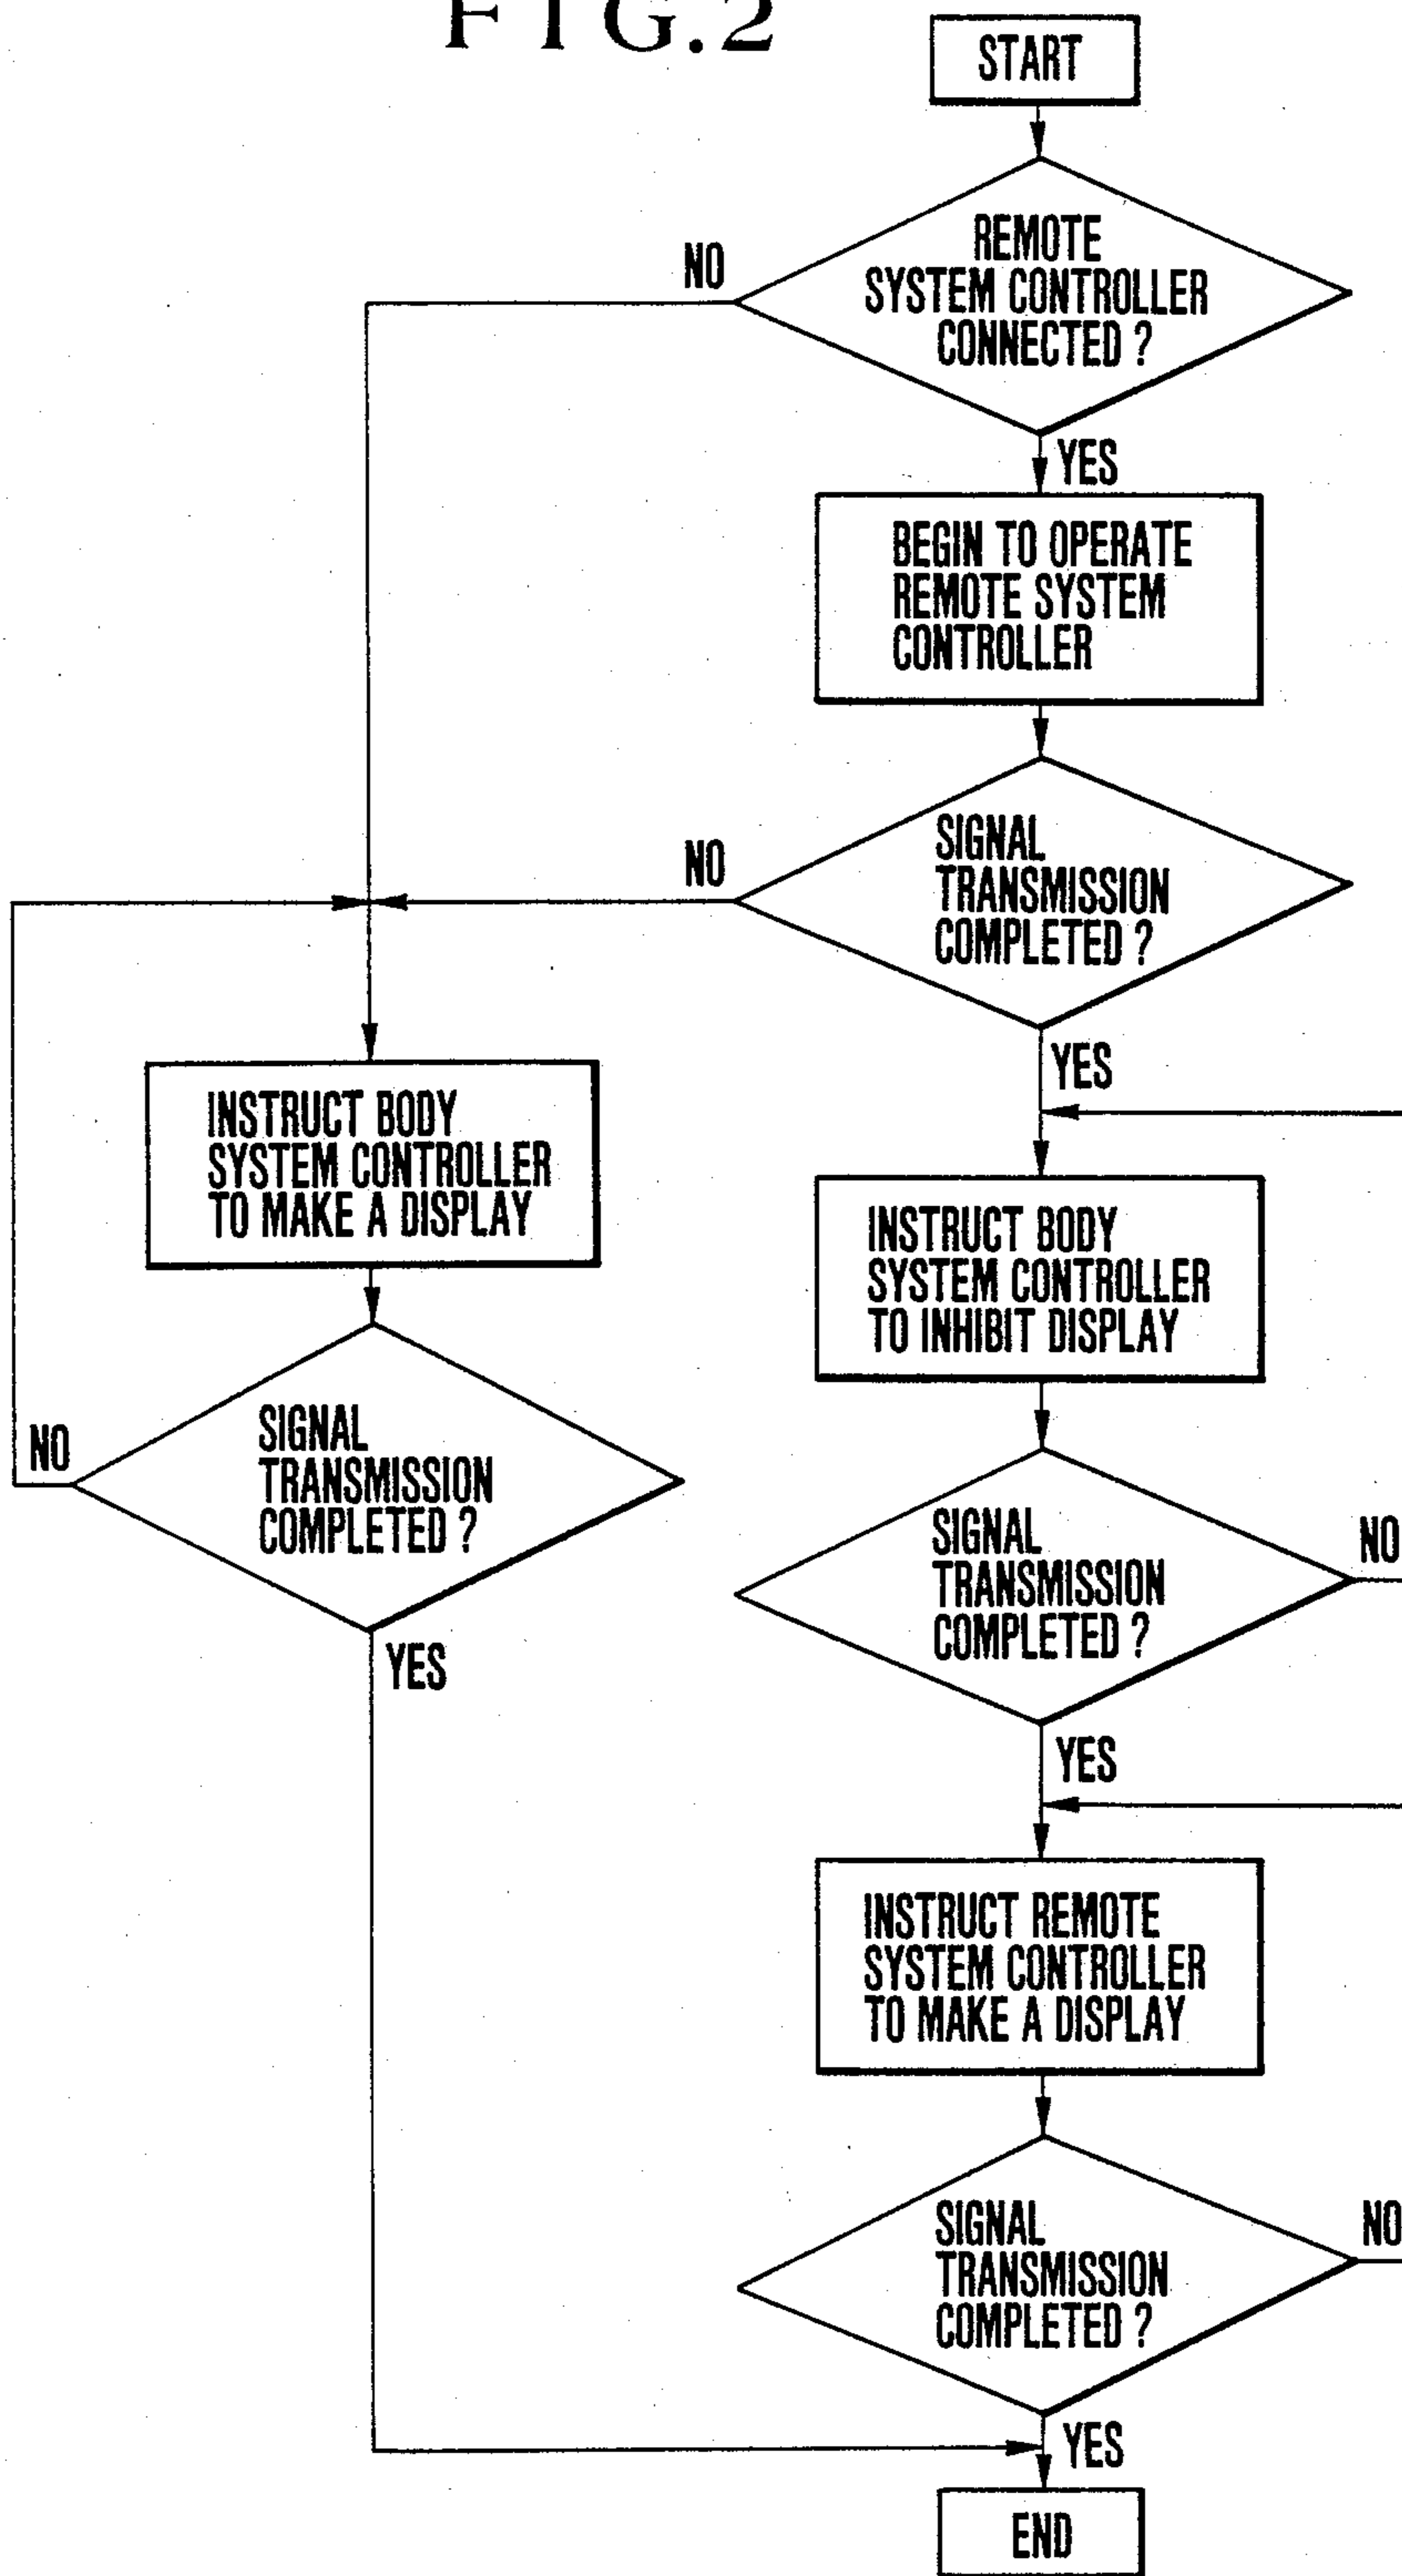 FIG.2
START
REMOTE
SYSTEM CONTROLLER
CONNECTED ?
NO
YES
BEGIN TO OPERATE
REMOTE SYSTEM
CONTROLLER
SIGNAL
TRANSMISSION
COMPLETED ?
NO
YES
INSTRUCT BODY
SYSTEM CONTROLLER
TO MAKE A DISPLAY
SIGNAL
TRANSMISSION
COMPLETED ?
NO
YES
INSTRUCT BODY
SYSTEM CONTROLLER
TO INHIBIT DISPLAY
SIGNAL
TRANSMISSION
COMPLETED ?
NO
YES
INSTRUCT REMOTE
SYSTEM CONTROLLER
TO MAKE A DISPLAY
SIGNAL
TRANSMISSION
COMPLETED ?
NO
YES
END